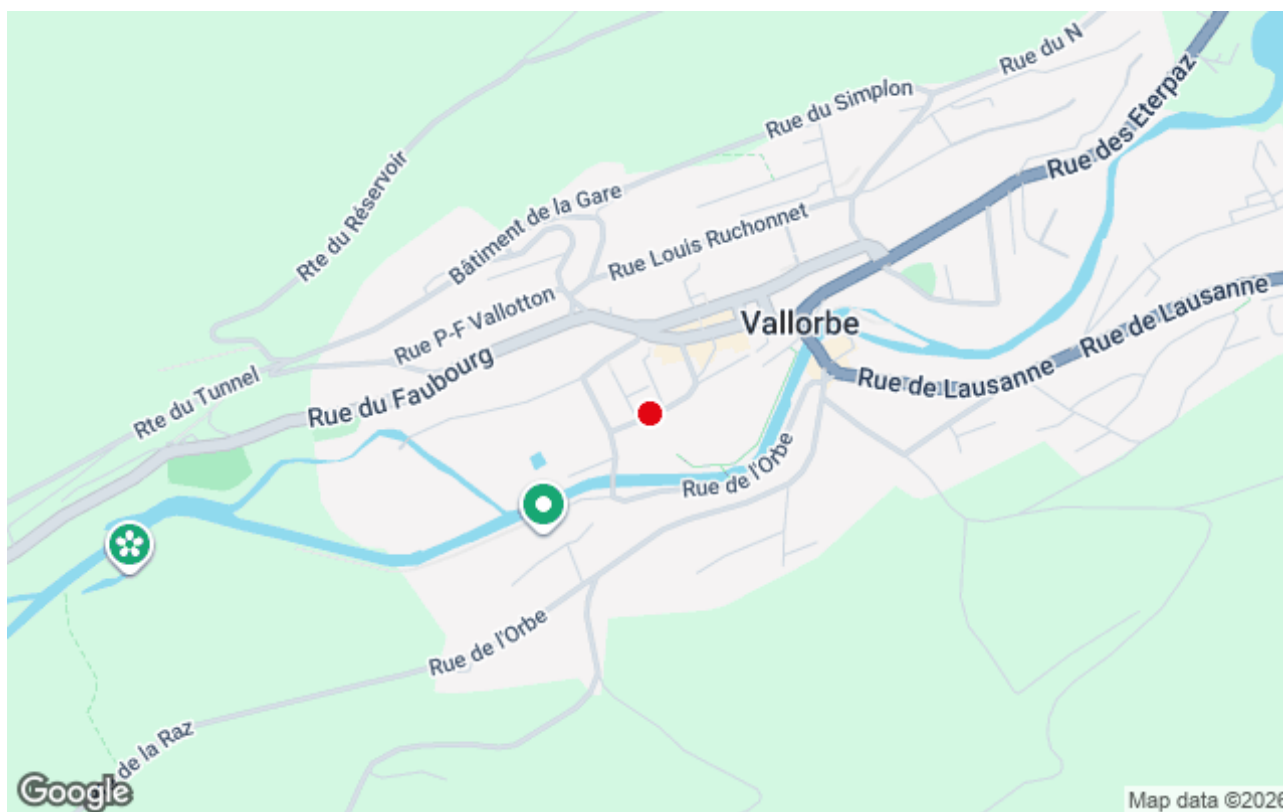 Rue du N
Rue du Simplon
Rue des Eterpaz
Rte du Réservoir
Bâtiment de la Gare
Rue Louis Ruchonnet
Rue P-F Vallotton
Vallorbe
Rue de Lausanne
Rue de Lausanne
Rue du Faubourg
Rte du Tunnel
Rue de l'Orbe
Rue de l'Orbe
de la Raz
Google
Map data ©2026